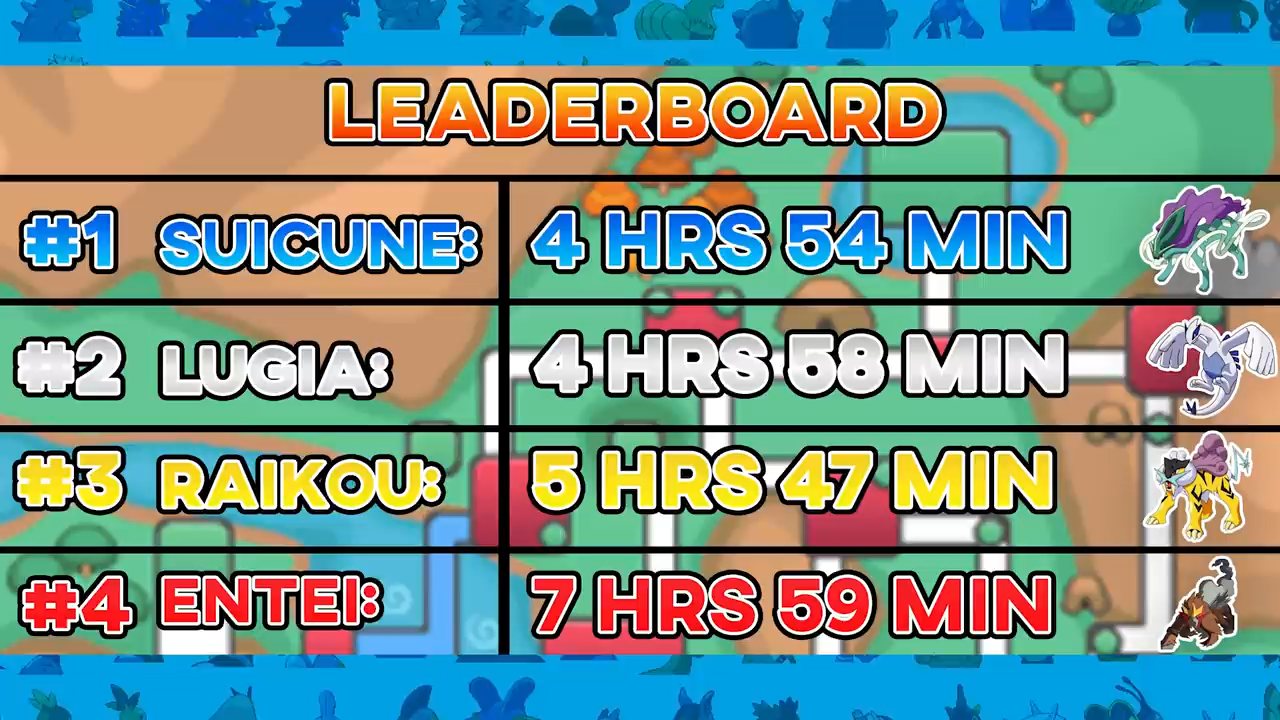 LEADERBOARD
#1 SUICUNE: 4 HRS 54 MIN
#2 LUGIA: 4 HRS 58 MIN
#3 RAIKOU: 5 HRS 47 MIN
#4 ENTEI: 7 HRS 59 MIN